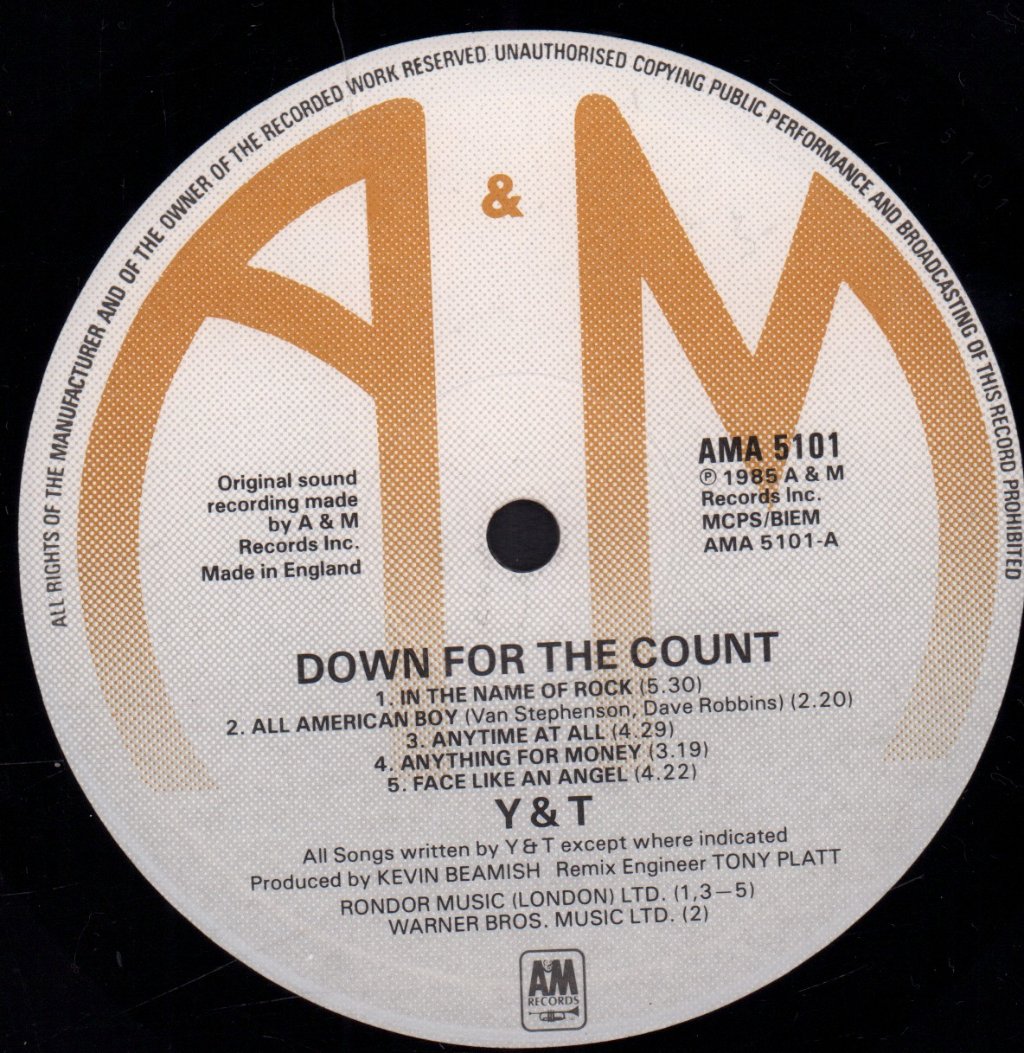 ALL RIGHTS OF THE MANUFACTURER AND OF THE OWNER OF THE RECORDED WORK RESERVED. UNAUTHORISED COPYING PUBLIC PERFORMANCE AND BROADCASTING OF THIS RECORD PROHIBITED
A & M
Original sound
recording made
by A & M
Records Inc.
Made in England
AMA 5101
℗ 1985 A & M
Records Inc.
MCPS/BIEM
AMA 5101-A
DOWN FOR THE COUNT
1. IN THE NAME OF ROCK (5.30)
2. ALL AMERICAN BOY (Van Stephenson, Dave Robbins) (2.20)
3. ANYTIME AT ALL (4.29)
4. ANYTHING FOR MONEY (3.19)
5. FACE LIKE AN ANGEL (4.22)
Y & T
All Songs written by Y & T except where indicated
Produced by KEVIN BEAMISH Remix Engineer TONY PLATT
RONDOR MUSIC (LONDON) LTD. (1,3—5)
WARNER BROS. MUSIC LTD. (2)
A&M
RECORDS